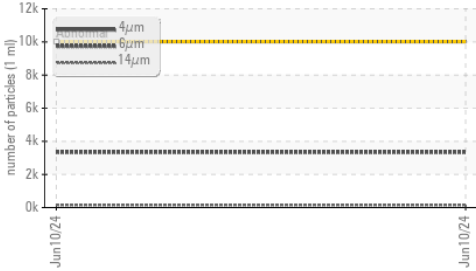 12k
10k
8k
6k
4k
2k
0k
number of particles (1 ml)
Abnormal
4µm
6µm
14µm
Jun10/24
Jun10/24